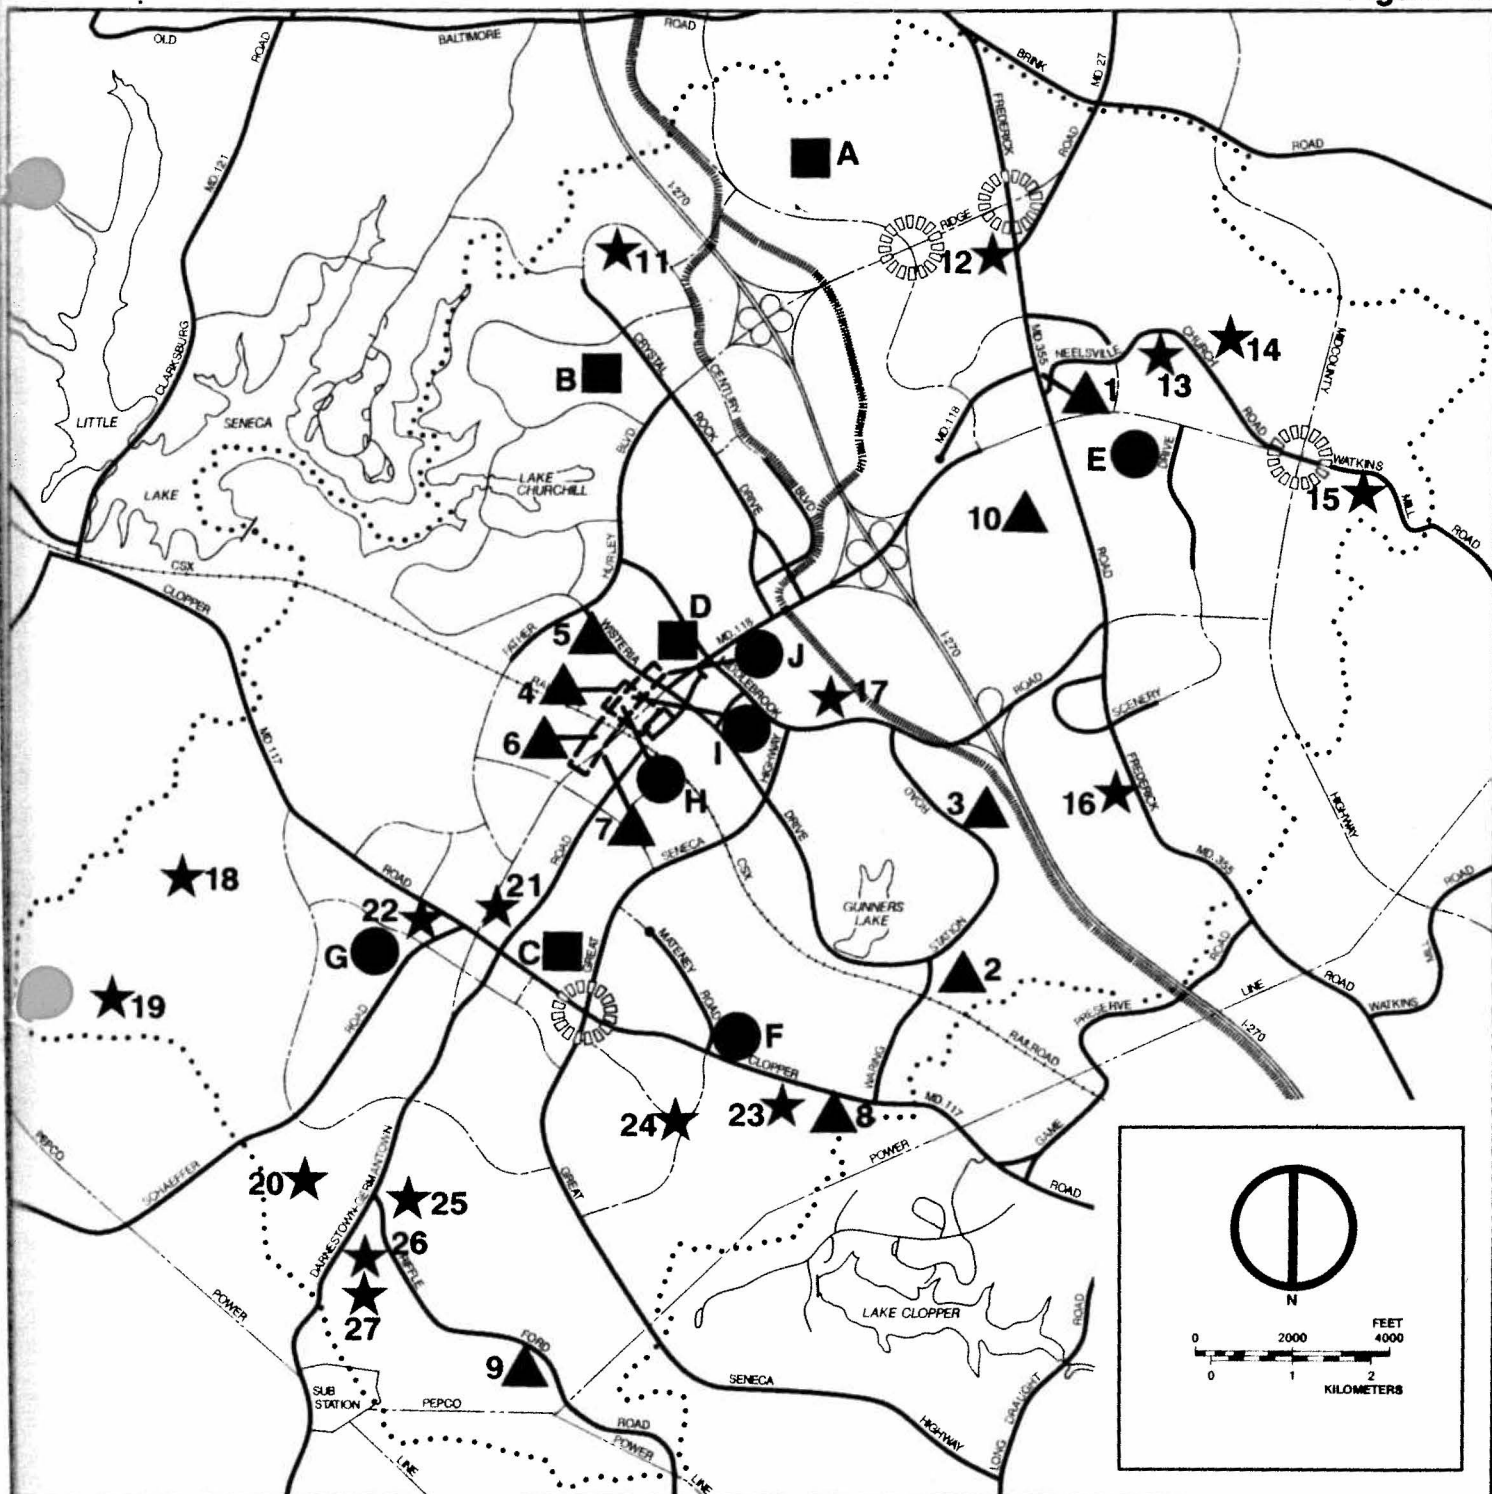 ROAD
OLD
BALTIMORE
ROAD
BRINK
MD 27
FREDERICK
ROAD
ROAD
A
MD. 121
I-270
RIDGE
11
12
CLARKSBURG
CRYSTAL
MD. 355
NEELSVILLE
CHURCH
14
13
MIDCOUNTY
B
CENTURY
1
LITTLE
SENECA
LAKE
BLVD
ROCK
MD.118
ROAD
E
DRIVE
WATKINS
15
MILL
ROAD
LAKE
CHURCHILL
DRIVE
BLVD
10
HURLEY
ROAD
CSX
CLOPPER
D
5
WISTERIA
FATHER
MD.118
J
MIDDLEBROOK
I-270
4
17
ROAD
SCENERY
6
I
HIGHWAY
MD 117
H
ROAD
3
16
FREDERICK
HIGHWAY
7
DRIVE
ROAD
SENECA
CSX
MD.355
ROAD
18
ROAD
21
22
GUNNERS
LAKE
G
C
GREAT
MATENEY
STATION
2
ROAD
MILL
19
ROAD
ROAD
F
LINE
ROAD
WATKINS
PRESERVE
CLOPPER
RAILROAD
I-270
WARING
24
23
8
MD 117
GAME
POWER
PEPCO
SCHAEFFER
20
DARNESTOWN-GERMANTOWN
25
GREAT
ROAD
26
RIFFLE
27
POWER
LAKE CLOPPER
ROAD
N
FEET
0 2000 4000
0 1 2
KILOMETERS
9
FORD
SUB
STATION
PEPCO
SENECA
HIGHWAY
DRAUGHT
LONG
ROAD
POWER
LINE
LINE